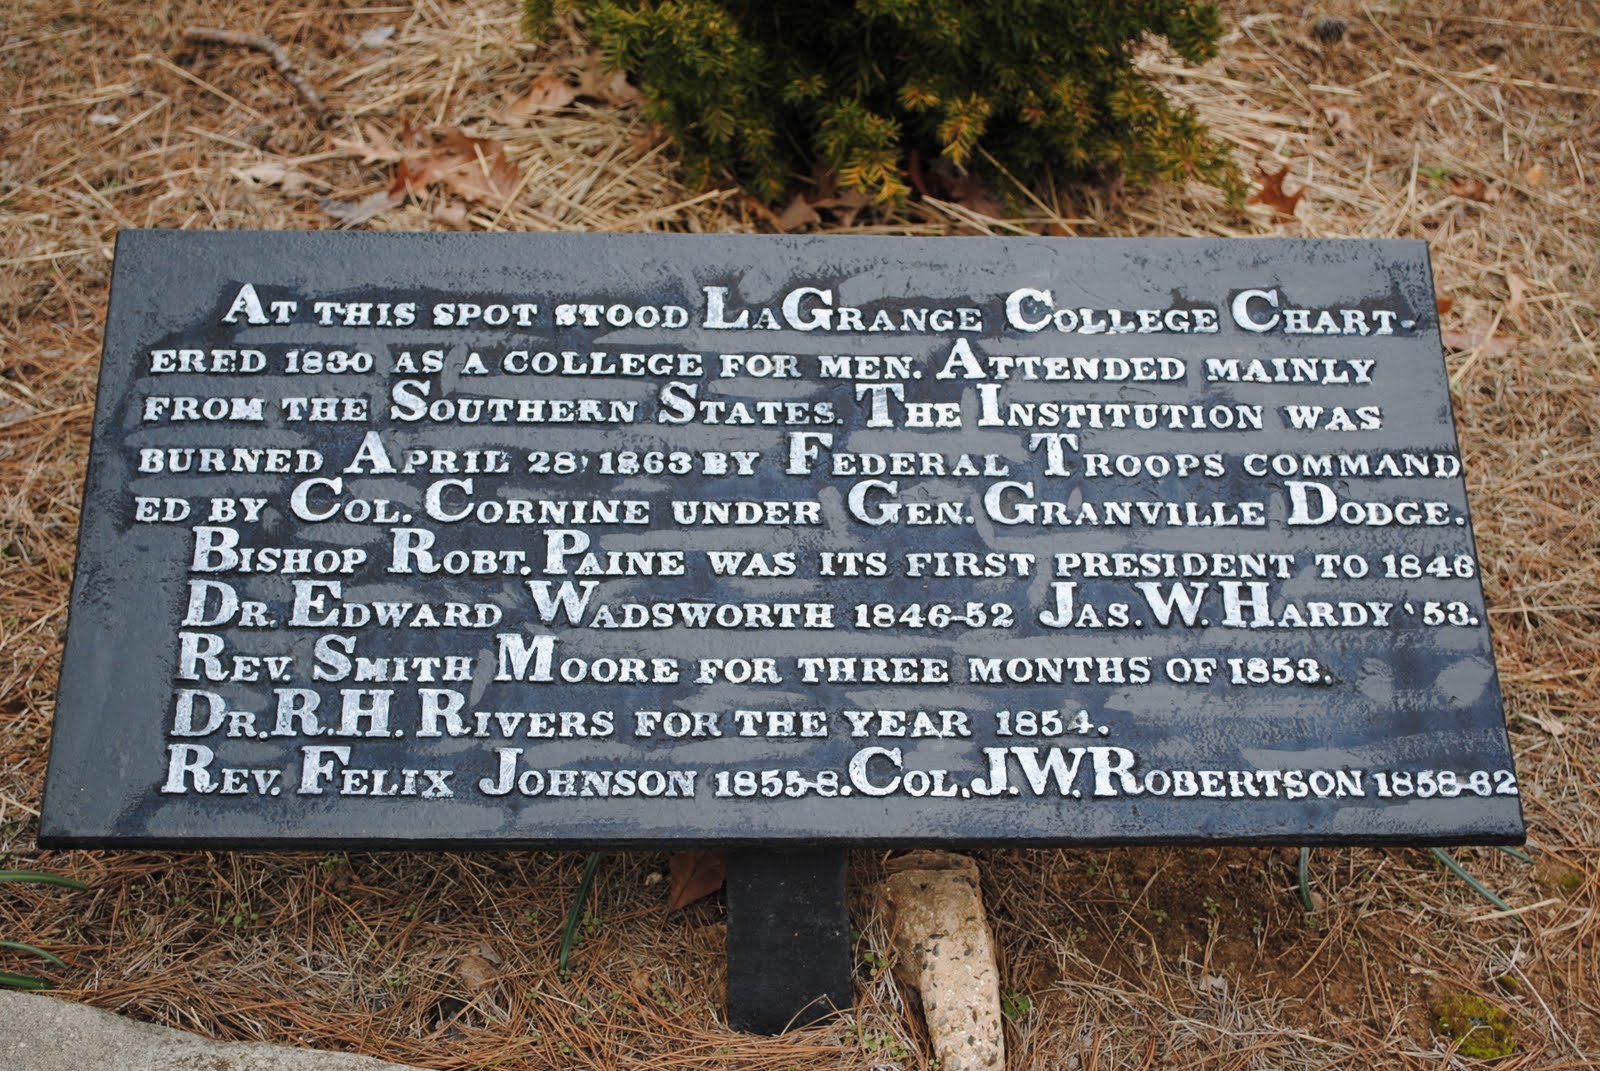 At this spot stood LaGrange College Chart-
ered 1830 as a college for men. Attended mainly
from the Southern States. The Institution was
burned April 28, 1863 by Federal Troops command
ed by Col. Cornine under Gen. Granville Dodge.
Bishop Robt. Paine was its first president to 1846
Dr. Edward Wadsworth 1846-52 Jas. W. Hardy '53.
Rev. Smith Moore for three months of 1853.
Dr. R. H. Rivers for the year 1854.
Rev. Felix Johnson 1855-8. Col. J. W. Robertson 1858-62